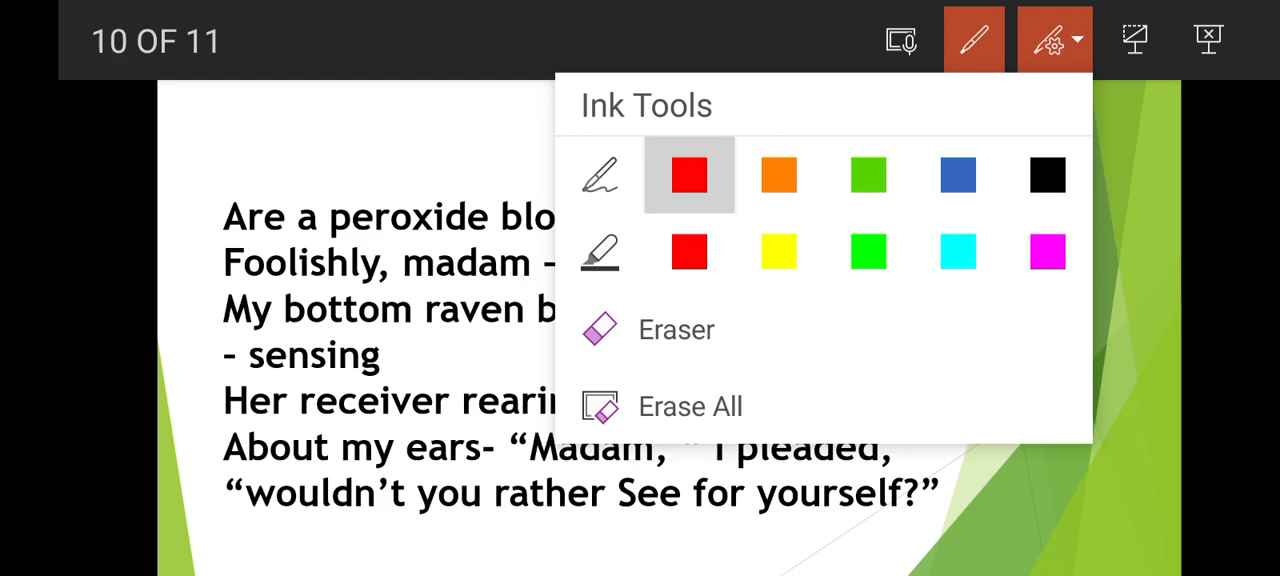 10 OF 11
Ink Tools
Eraser
Erase All
Are a peroxide blo
Foolishly, madam –
My bottom raven b
– sensing
Her receiver rearin
About my ears- “Madam,” I pleaded,
“wouldn’t you rather See for yourself?”